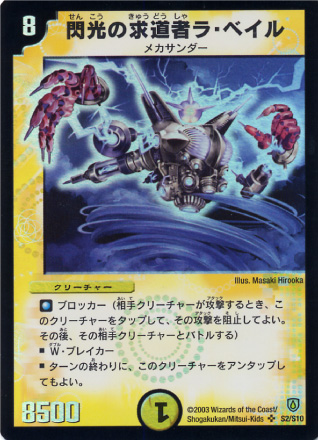 8
せんこう きゅうどうしゃ
閃光の求道者ラ・ベイル
メカサンダー
Illus. Masaki Hirooka
クリーチャー
ブロッカー(相手クリーチャーが攻撃するとき、こ
のクリーチャーをタップして、その攻撃を阻止してよい。
その後、その相手クリーチャーとバトルする)
■ W・ブレイカー
■ ターンの終わりに、このクリーチャーをアンタップし
てもよい。
8500
1
©2003 Wizards of the Coast/
Shogakukan/Mitsui-Kids S2/S10